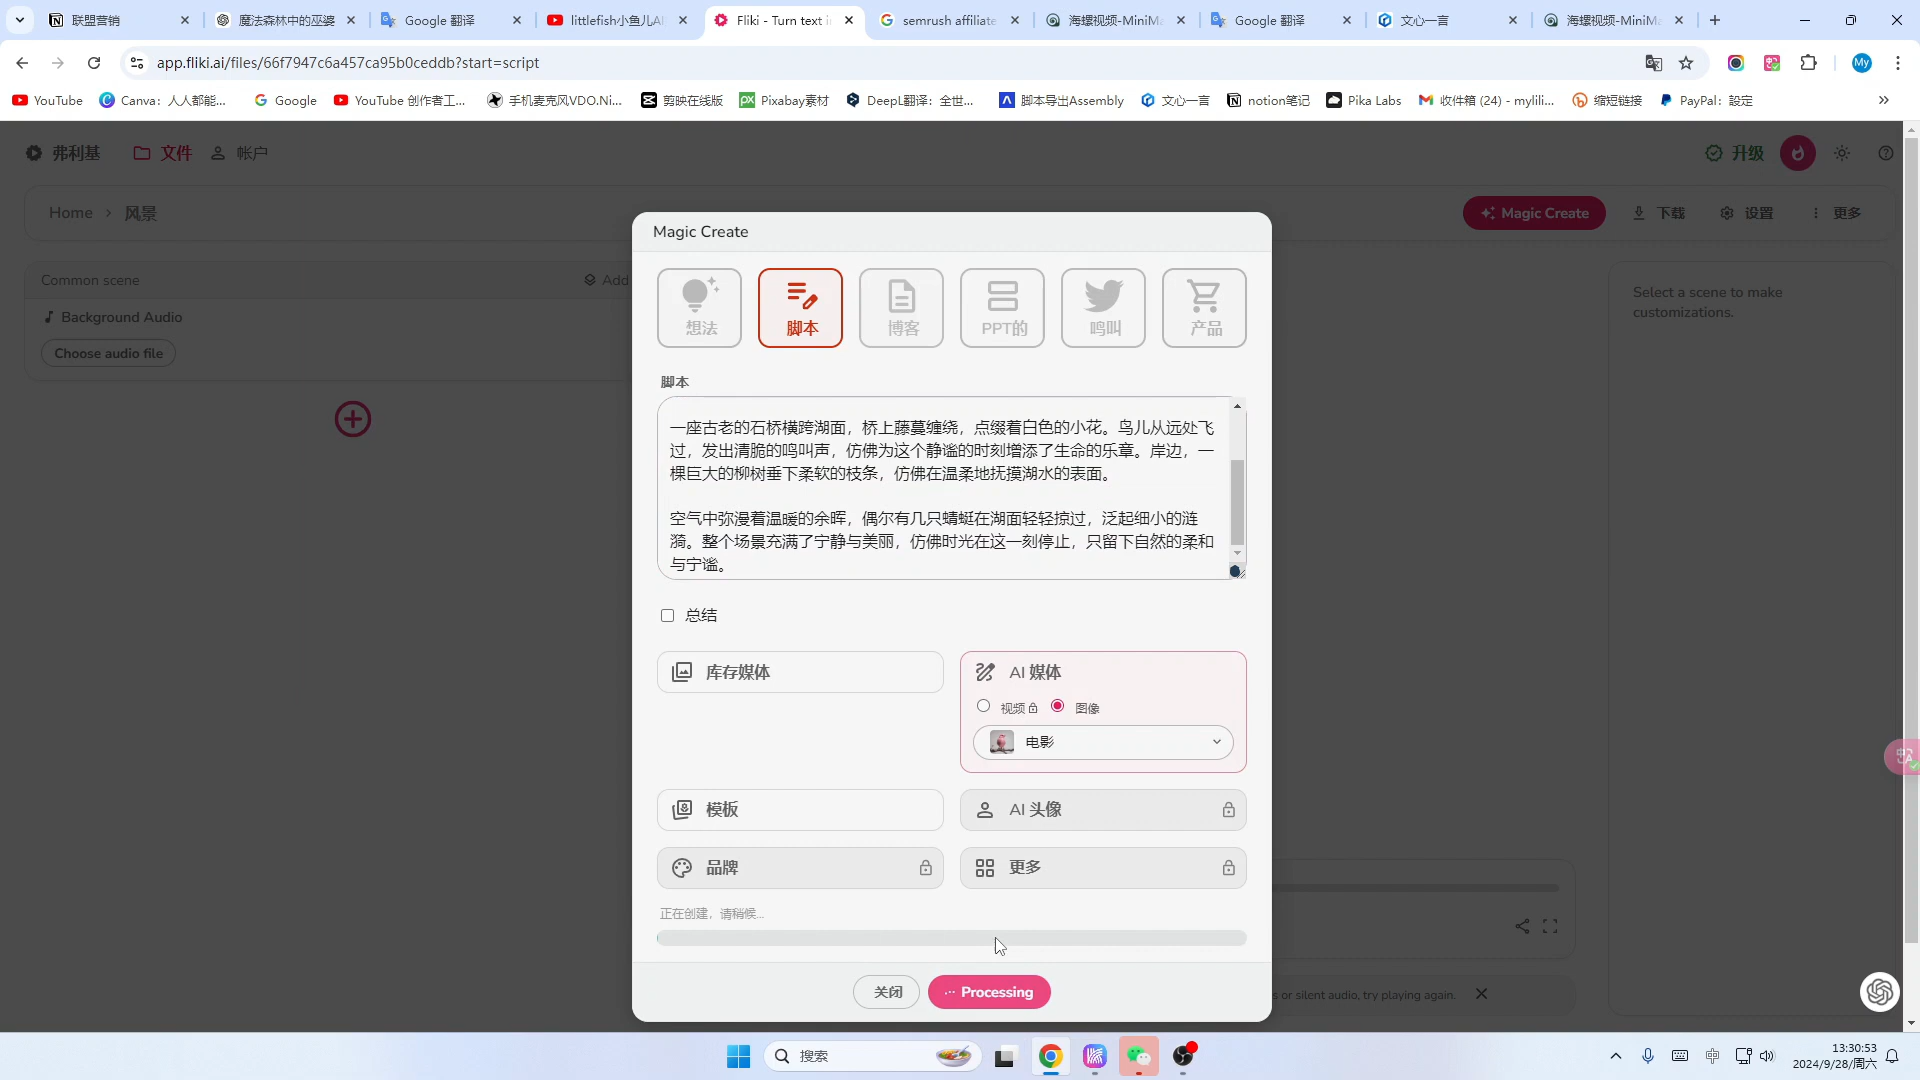 联盟营销
魔法森林中的巫婆
Google 翻译
littlefish小鱼儿AI
Fliki - Turn text i
semrush affiliate
海螺视频-MiniMa
Google 翻译
文心一言
海螺视频-MiniMa
app.fliki.ai/files/66f7947c6a457ca95b0ceddb?start=script
My
YouTube
Canva：人人都能...
Google
YouTube 创作者工...
手机麦克风VDO.Ni...
剪映在线版
Pixabay素材
DeepL翻译：全世...
脚本导出Assembly
文心一言
notion笔记
Pika Labs
收件箱 (24) - mylili...
缩短链接
PayPal：設定
弗利基
文件
帐户
升级
Home › 风景
Magic Create
下载
设置
更多
Common scene
Add
Background Audio
Choose audio file
Select a scene to make
customizations.
Magic Create
想法
脚本
博客
PPT的
鸣叫
产品
脚本
一座古老的石桥横跨湖面，桥上藤蔓缠绕，点缀着白色的小花。鸟儿从远处飞
过，发出清脆的鸣叫声，仿佛为这个静谧的时刻增添了生命的乐章。岸边，一
棵巨大的柳树垂下柔软的枝条，仿佛在温柔地抚摸湖水的表面。
空气中弥漫着温暖的余晖，偶尔有几只蜻蜓在湖面轻轻掠过，泛起细小的涟
漪。整个场景充满了宁静与美丽，仿佛时光在这一刻停止，只留下自然的柔和
与宁谧。
总结
库存媒体
AI 媒体
视频
图像
电影
模板
AI 头像
品牌
更多
正在创建，请稍候...
关闭
Processing
s or silent audio, try playing again.
搜索
中
13:30:53
2024/9/28/周六